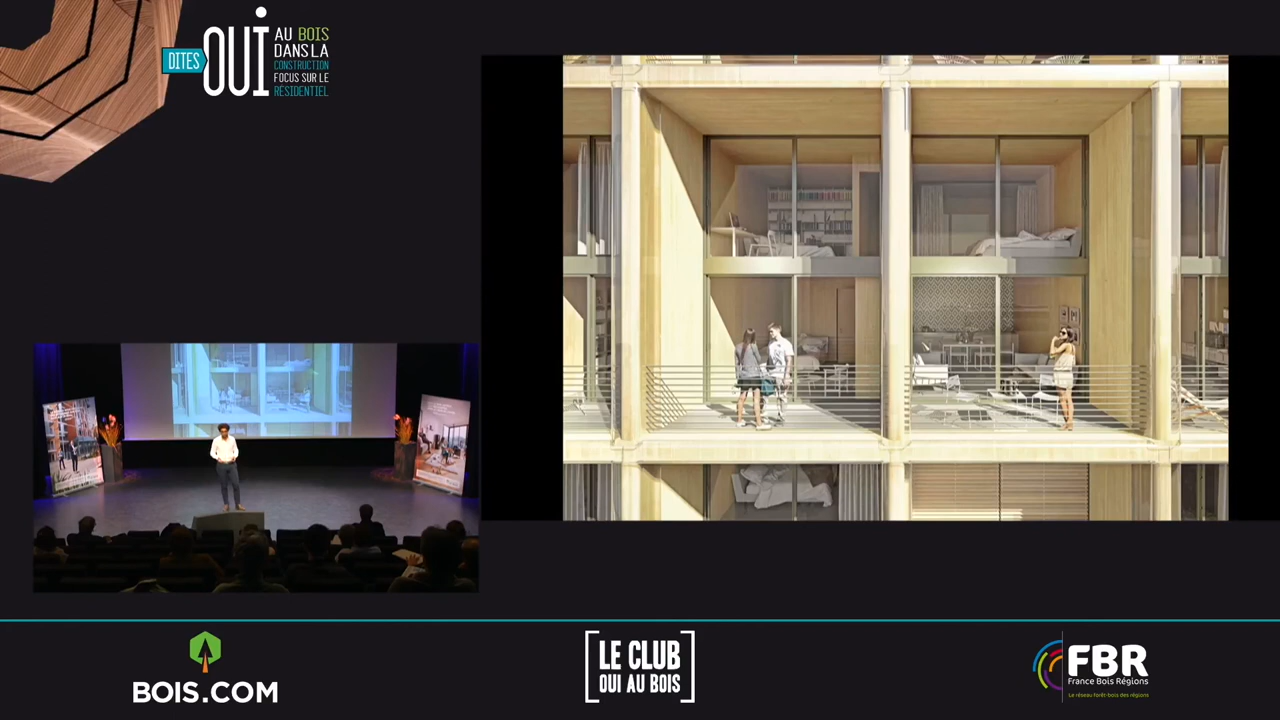 DITES
OUI
AU BOIS
DANS LA
CONSTRUCTION
FOCUS SUR LE
RÉSIDENTIEL
BOIS.COM
LE CLUB
OUI AU BOIS
FBR
France Bois Régions
Le réseau forêt-bois des régions